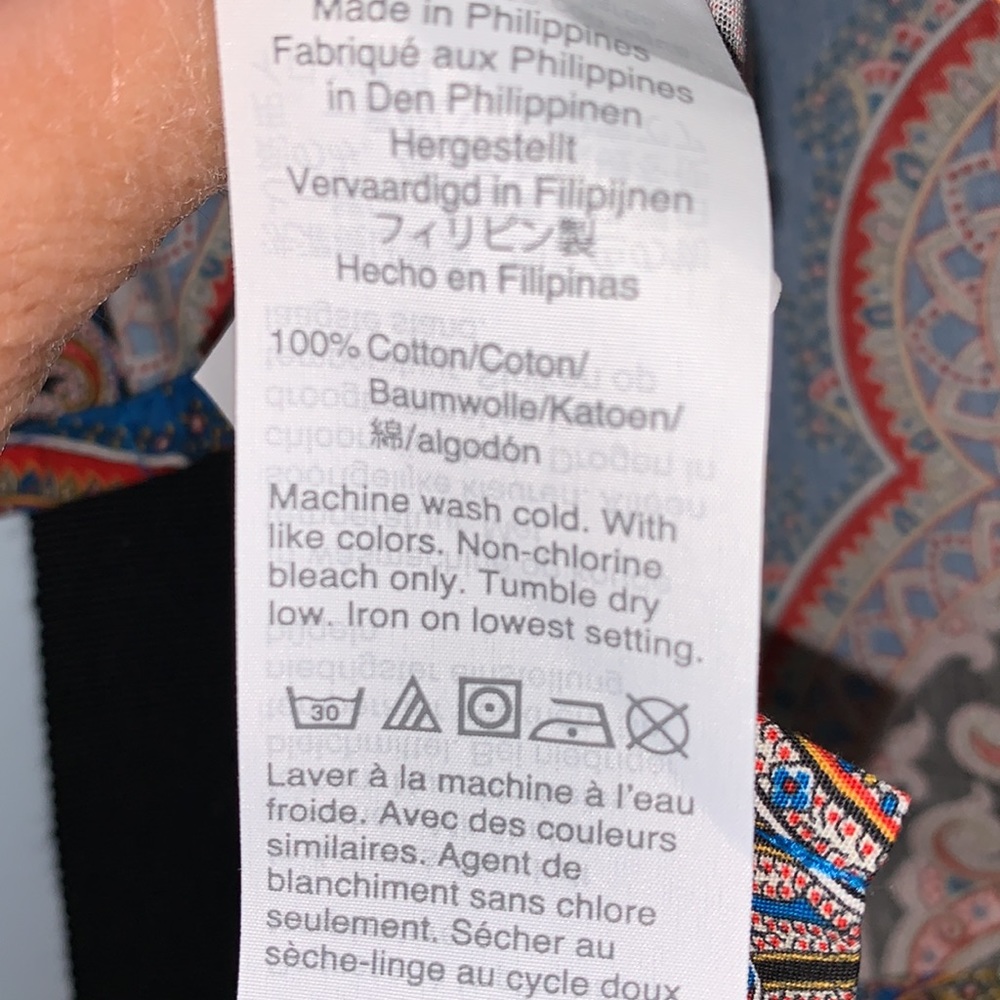 Made in Philippines
Fabriqué aux Philippines
in Den Philippinen
Hergestellt
Vervaardigd in Filipijnen
フィリピン製
Hecho en Filipinas
100% Cotton/Coton/
Baumwolle/Katoen/
綿/algodón
Machine wash cold. With
like colors. Non-chlorine
bleach only. Tumble dry
low. Iron on lowest setting.
30
Laver à la machine à l'eau
froide. Avec des couleurs
similaires. Agent de
blanchiment sans chlore
seulement. Sécher au
sèche-linge au cycle doux